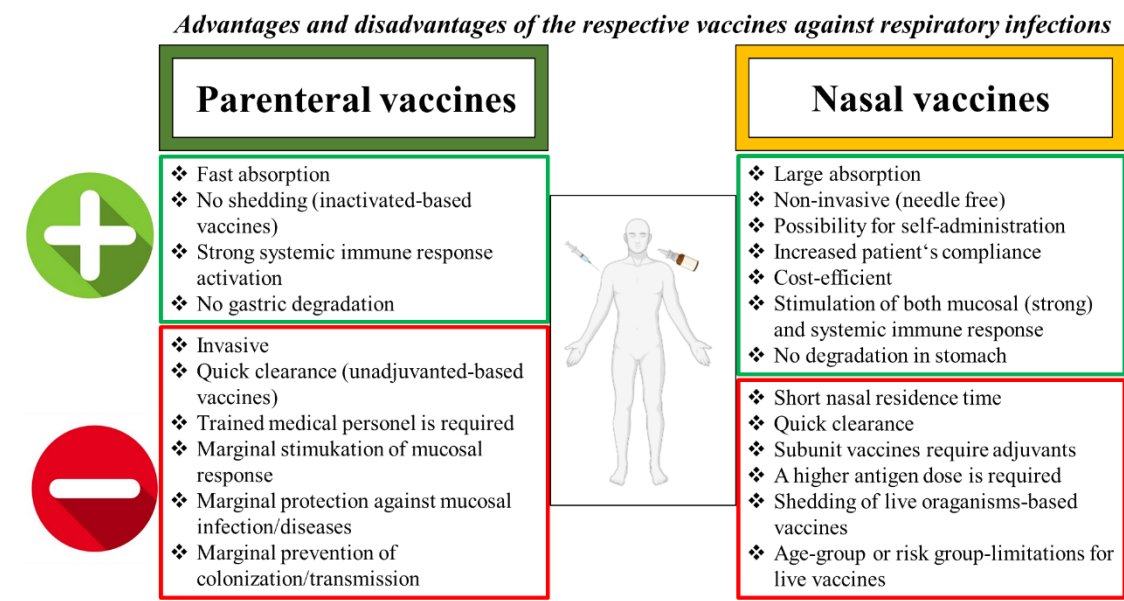 Advantages and disadvantages of the respective vaccines against respiratory infections
Parenteral vaccines
❖ Fast absorption
❖ No shedding (inactivated-based
vaccines)
❖ Strong systemic immune response
activation
❖ No gastric degradation
❖ Invasive
❖ Quick clearance (unadjuvanted-based
vaccines)
❖ Trained medical personel is required
❖ Marginal stimukation of mucosal
response
❖ Marginal protection against mucosal
infection/diseases
❖ Marginal prevention of
colonization/transmission
Nasal vaccines
❖ Large absorption
❖ Non-invasive (needle free)
❖ Possibility for self-administration
❖ Increased patient‘s compliance
❖ Cost-efficient
❖ Stimulation of both mucosal (strong)
and systemic immune response
❖ No degradation in stomach
❖ Short nasal residence time
❖ Quick clearance
❖ Subunit vaccines require adjuvants
❖ A higher antigen dose is required
❖ Shedding of live oraganisms-based
vaccines
❖ Age-group or risk group-limitations for
live vaccines